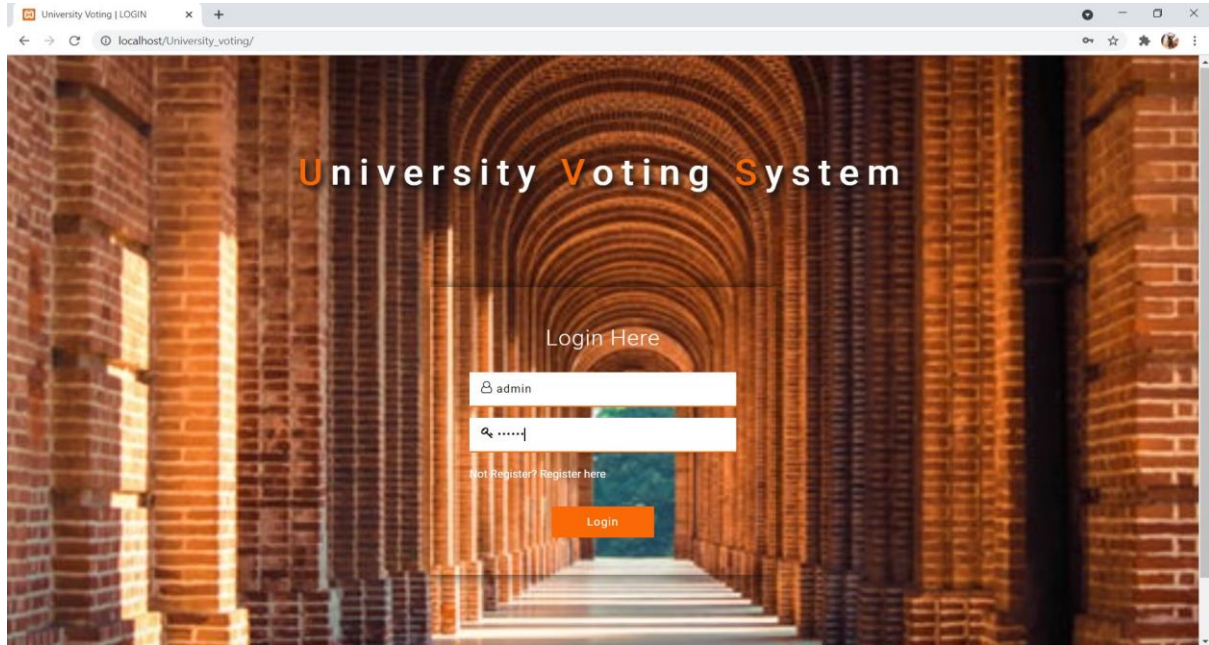 University Voting | LOGIN
localhost/University_voting/
University Voting System
Login Here
admin
······
Not Register? Register here
Login